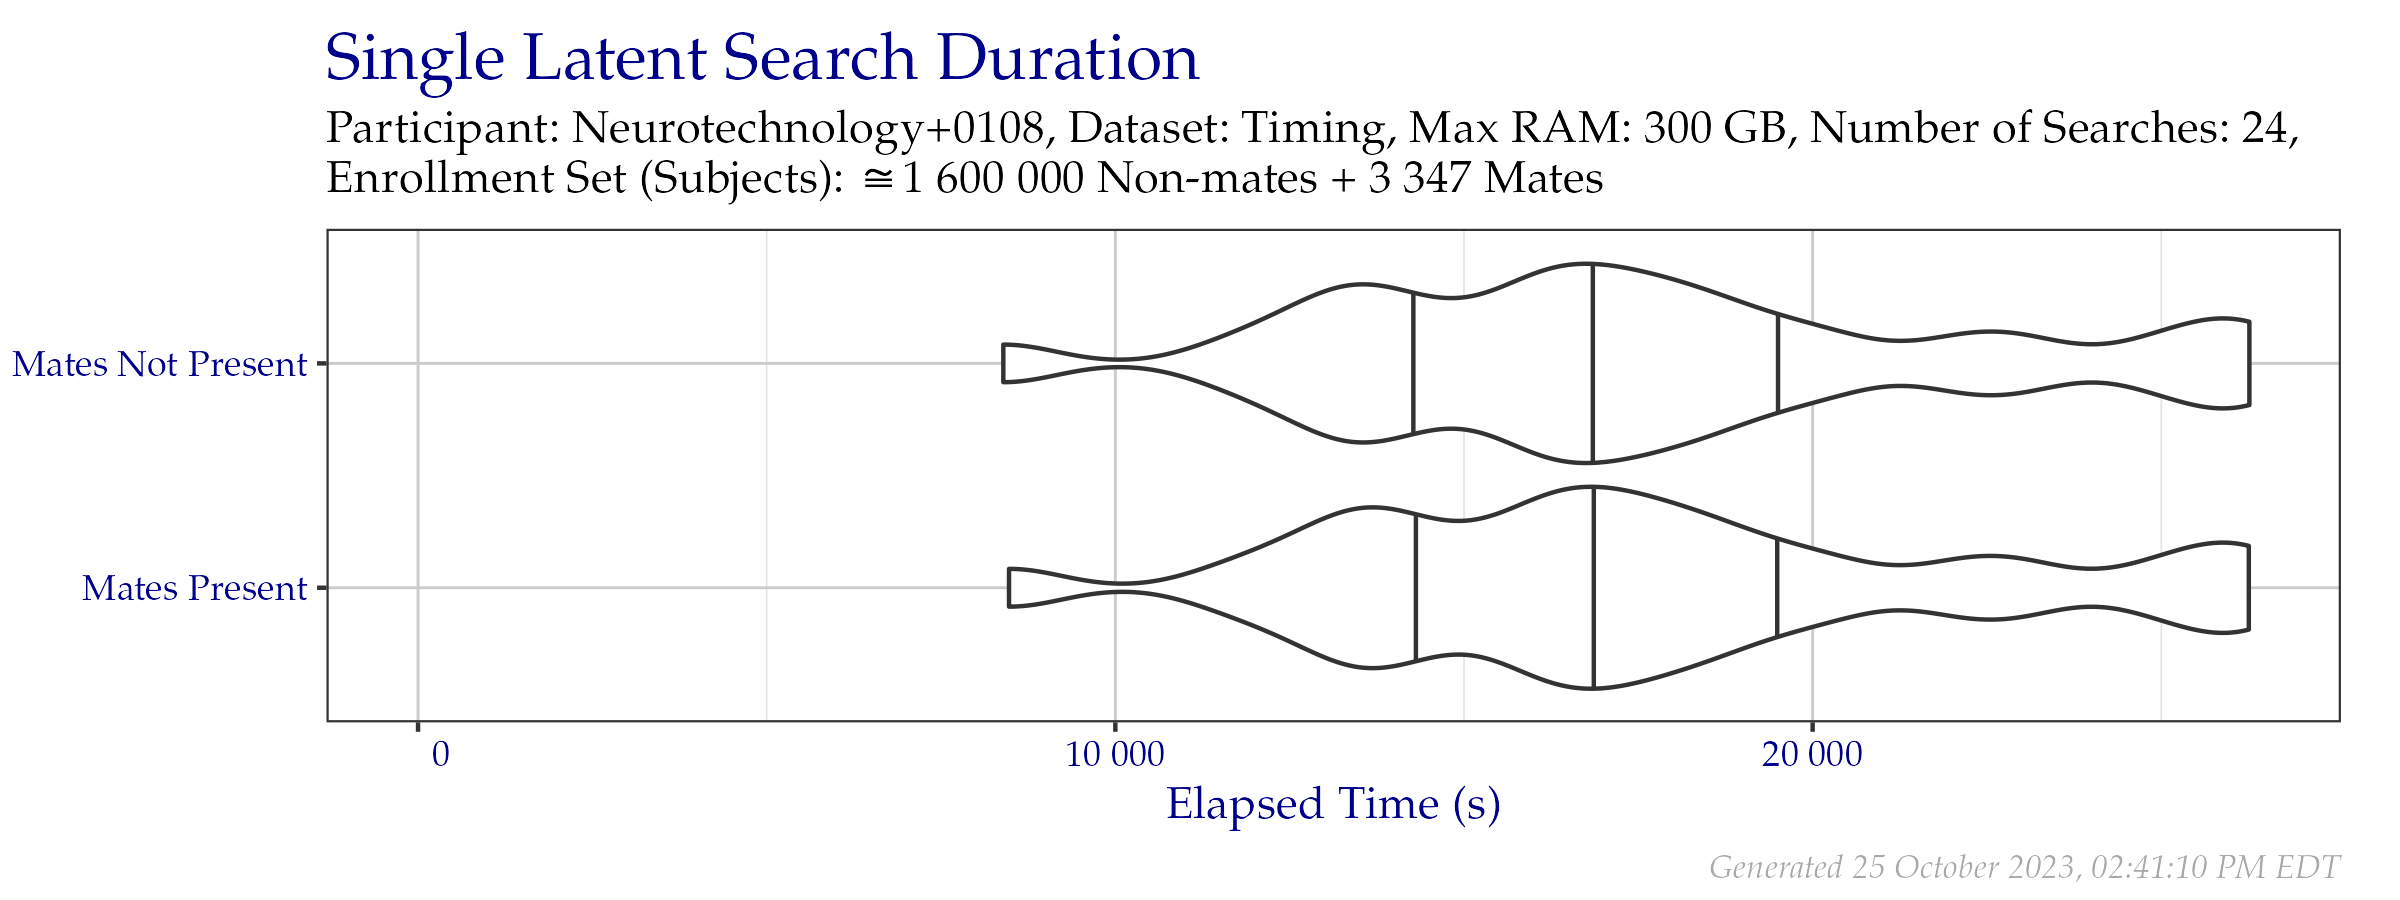 Single Latent Search Duration
Participant: Neurotechnology+0108, Dataset: Timing, Max RAM: 300 GB, Number of Searches: 24,
Enrollment Set (Subjects): ≅ 1 600 000 Non-mates + 3 347 Mates
Mates Not Present
Mates Present
0
10 000
20 000
Elapsed Time (s)
Generated 25 October 2023, 02:41:10 PM EDT